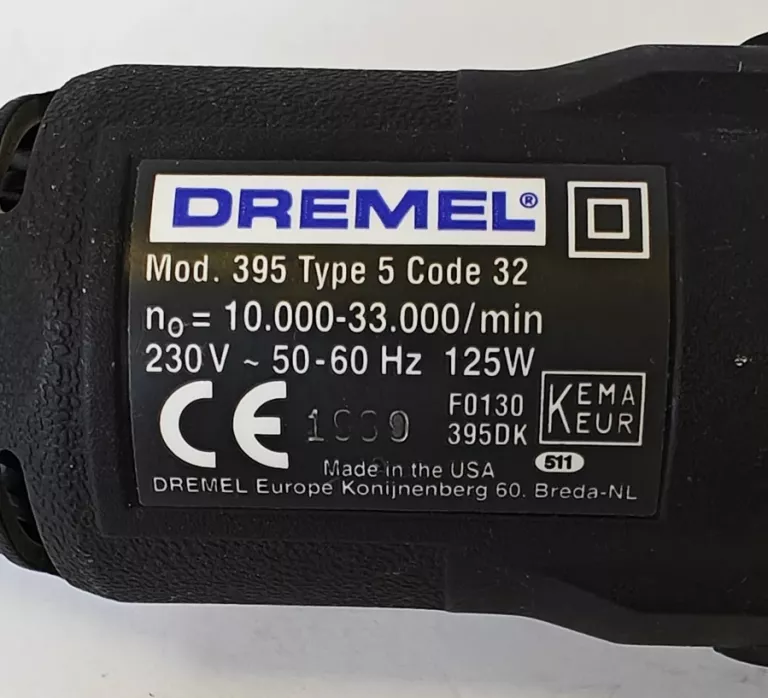 DREMEL®
Mod. 395 Type 5 Code 32
n₀ = 10.000-33.000/min
230V ~ 50-60 Hz 125W
CE
F0130
395DK
KEMA
KEUR
511
Made in the USA
DREMEL Europe Konijnenberg 60. Breda-NL